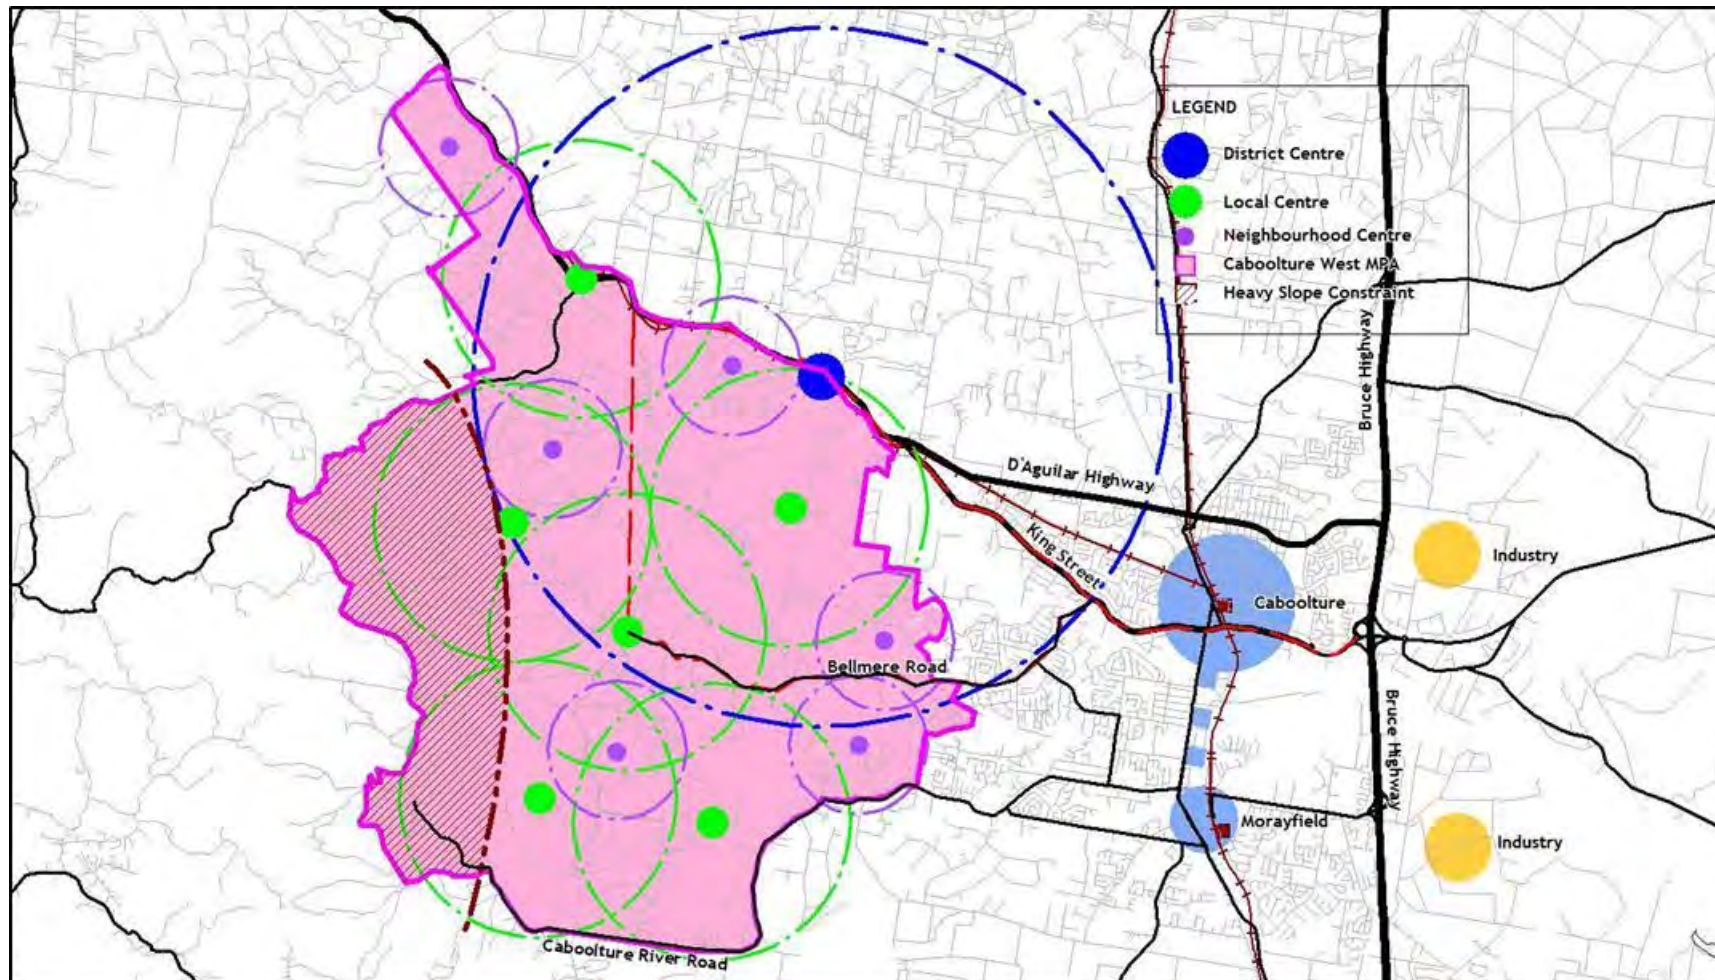 LEGEND
District Centre
Local Centre
Neighbourhood Centre
Caboolture West MPA
Heavy Slope Constraint
Bruce Highway
D'Aguilar Highway
King Street
Industry
Caboolture
Bellmere Road
Bruce Highway
Morayfield
Industry
Caboolture River Road